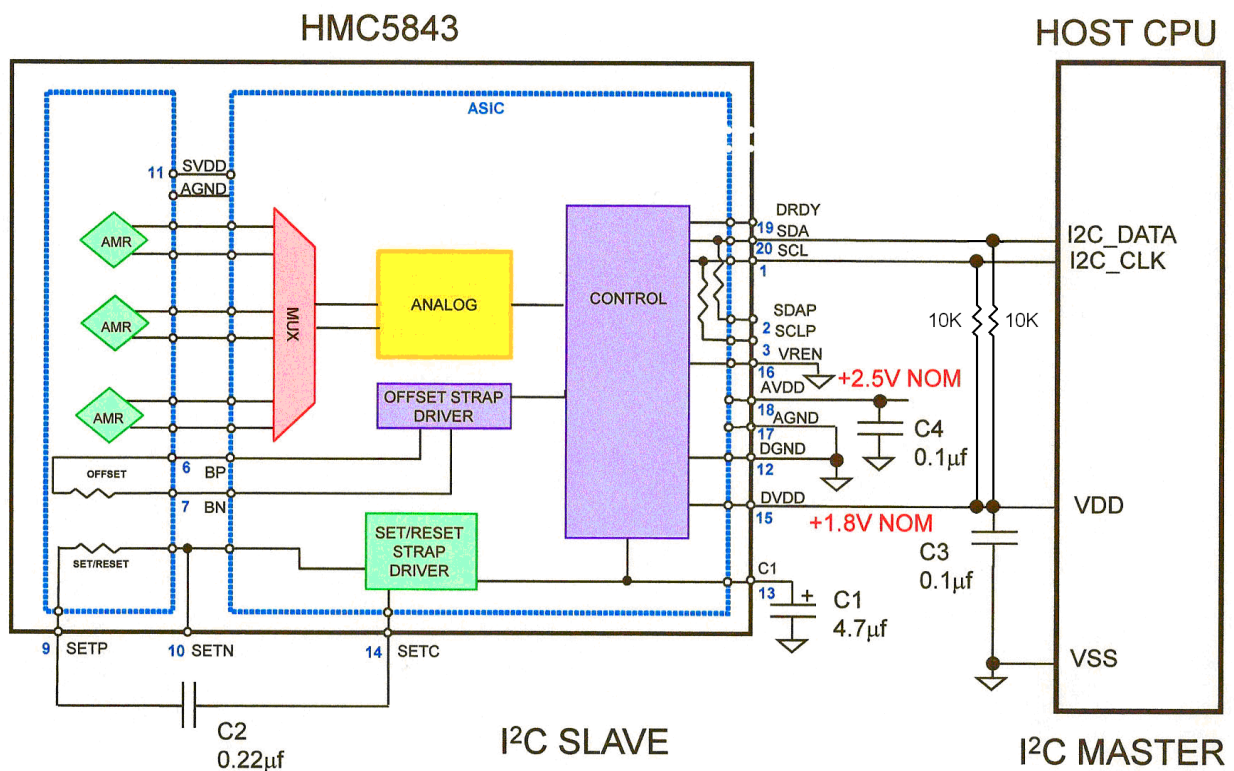 HMC5843
HOST CPU
ASIC
11
SVDD
AGND
AMR
AMR
AMR
MUX
ANALOG
CONTROL
OFFSET STRAP
DRIVER
SET/RESET
STRAP
DRIVER
OFFSET
6
BP
7
BN
SET/RESET
DRDY
19
SDA
20
SCL
1
SDAP
2
SCLP
3
VREN
16
AVDD
18
AGND
17
DGND
12
DVDD
15
C1
13
+2.5V NOM
C4
0.1µf
+1.8V NOM
C3
0.1µf
+
C1
4.7µf
10K
10K
I2C_DATA
I2C_CLK
VDD
VSS
9
SETP
10
SETN
14
SETC
C2
0.22µf
I²C SLAVE
I²C MASTER